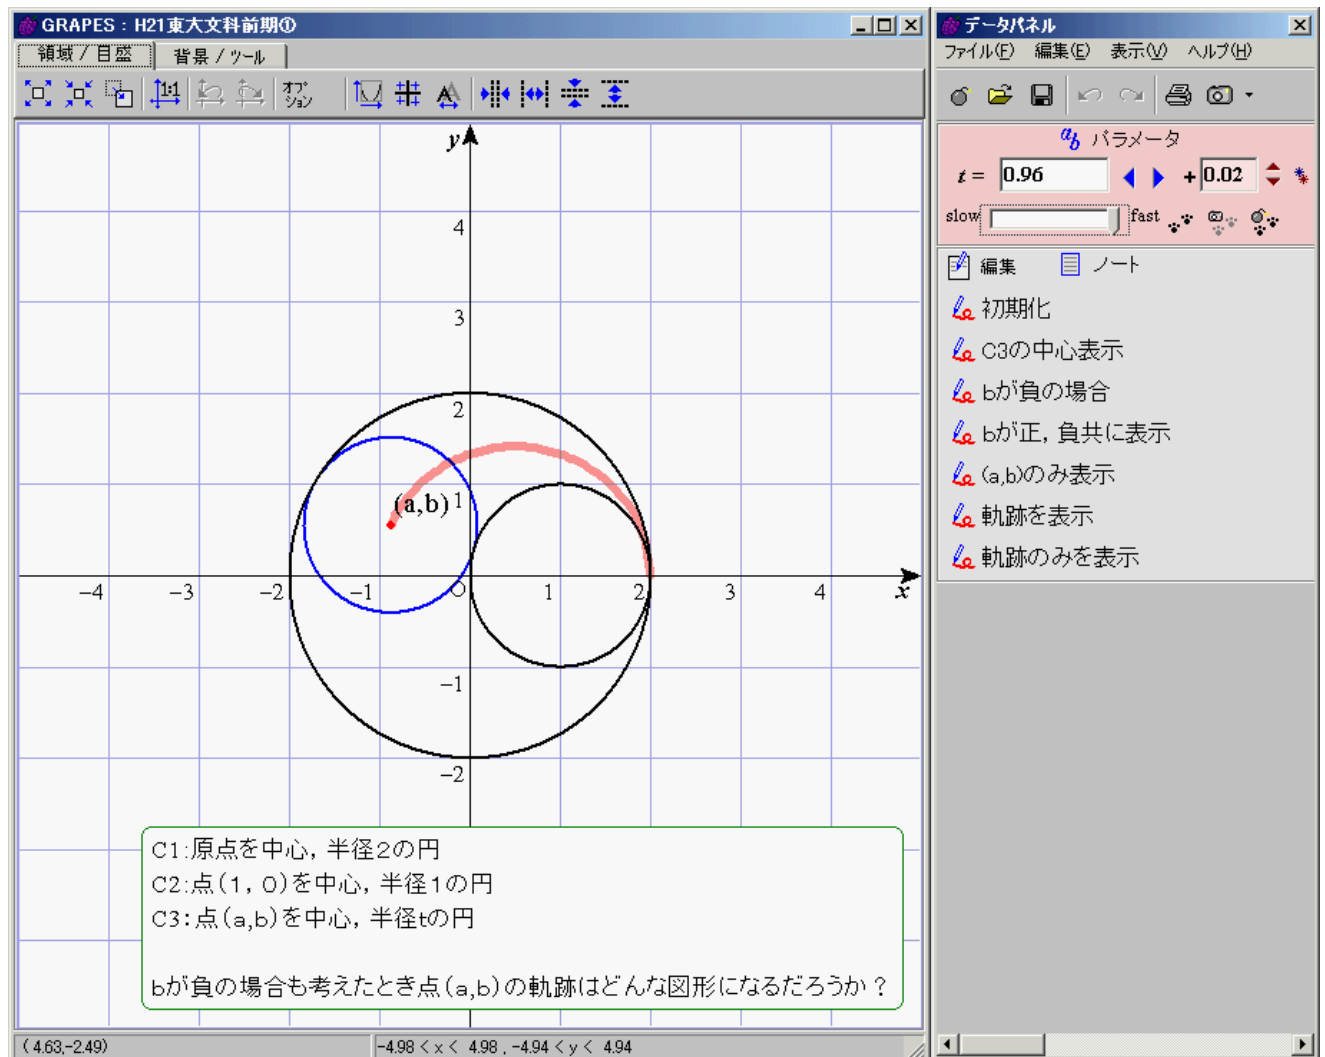 GRAPES : H21東大文科前期①
領域 / 目盛
背景 / ツール
1:1
オプ
ション
y
4
3
2
(a,b) 1
-4
-3
-2
-1
O
1
2
3
4
x
-1
-2
C1:原点を中心, 半径2の円
C2:点(1, 0)を中心, 半径1の円
C3:点(a,b)を中心, 半径tの円
bが負の場合も考えたとき点(a,b)の軌跡はどんな図形になるだろうか?
( 4.63,-2.49)
-4.98 < x < 4.98 , -4.94 < y < 4.94
データパネル
ファイル(F) 編集(E) 表示(V) ヘルプ(H)
ab パラメータ
t = 0.96 + 0.02
slow fast
編集 ノート
初期化
C3の中心表示
bが負の場合
bが正, 負共に表示
(a,b)のみ表示
軌跡を表示
軌跡のみを表示